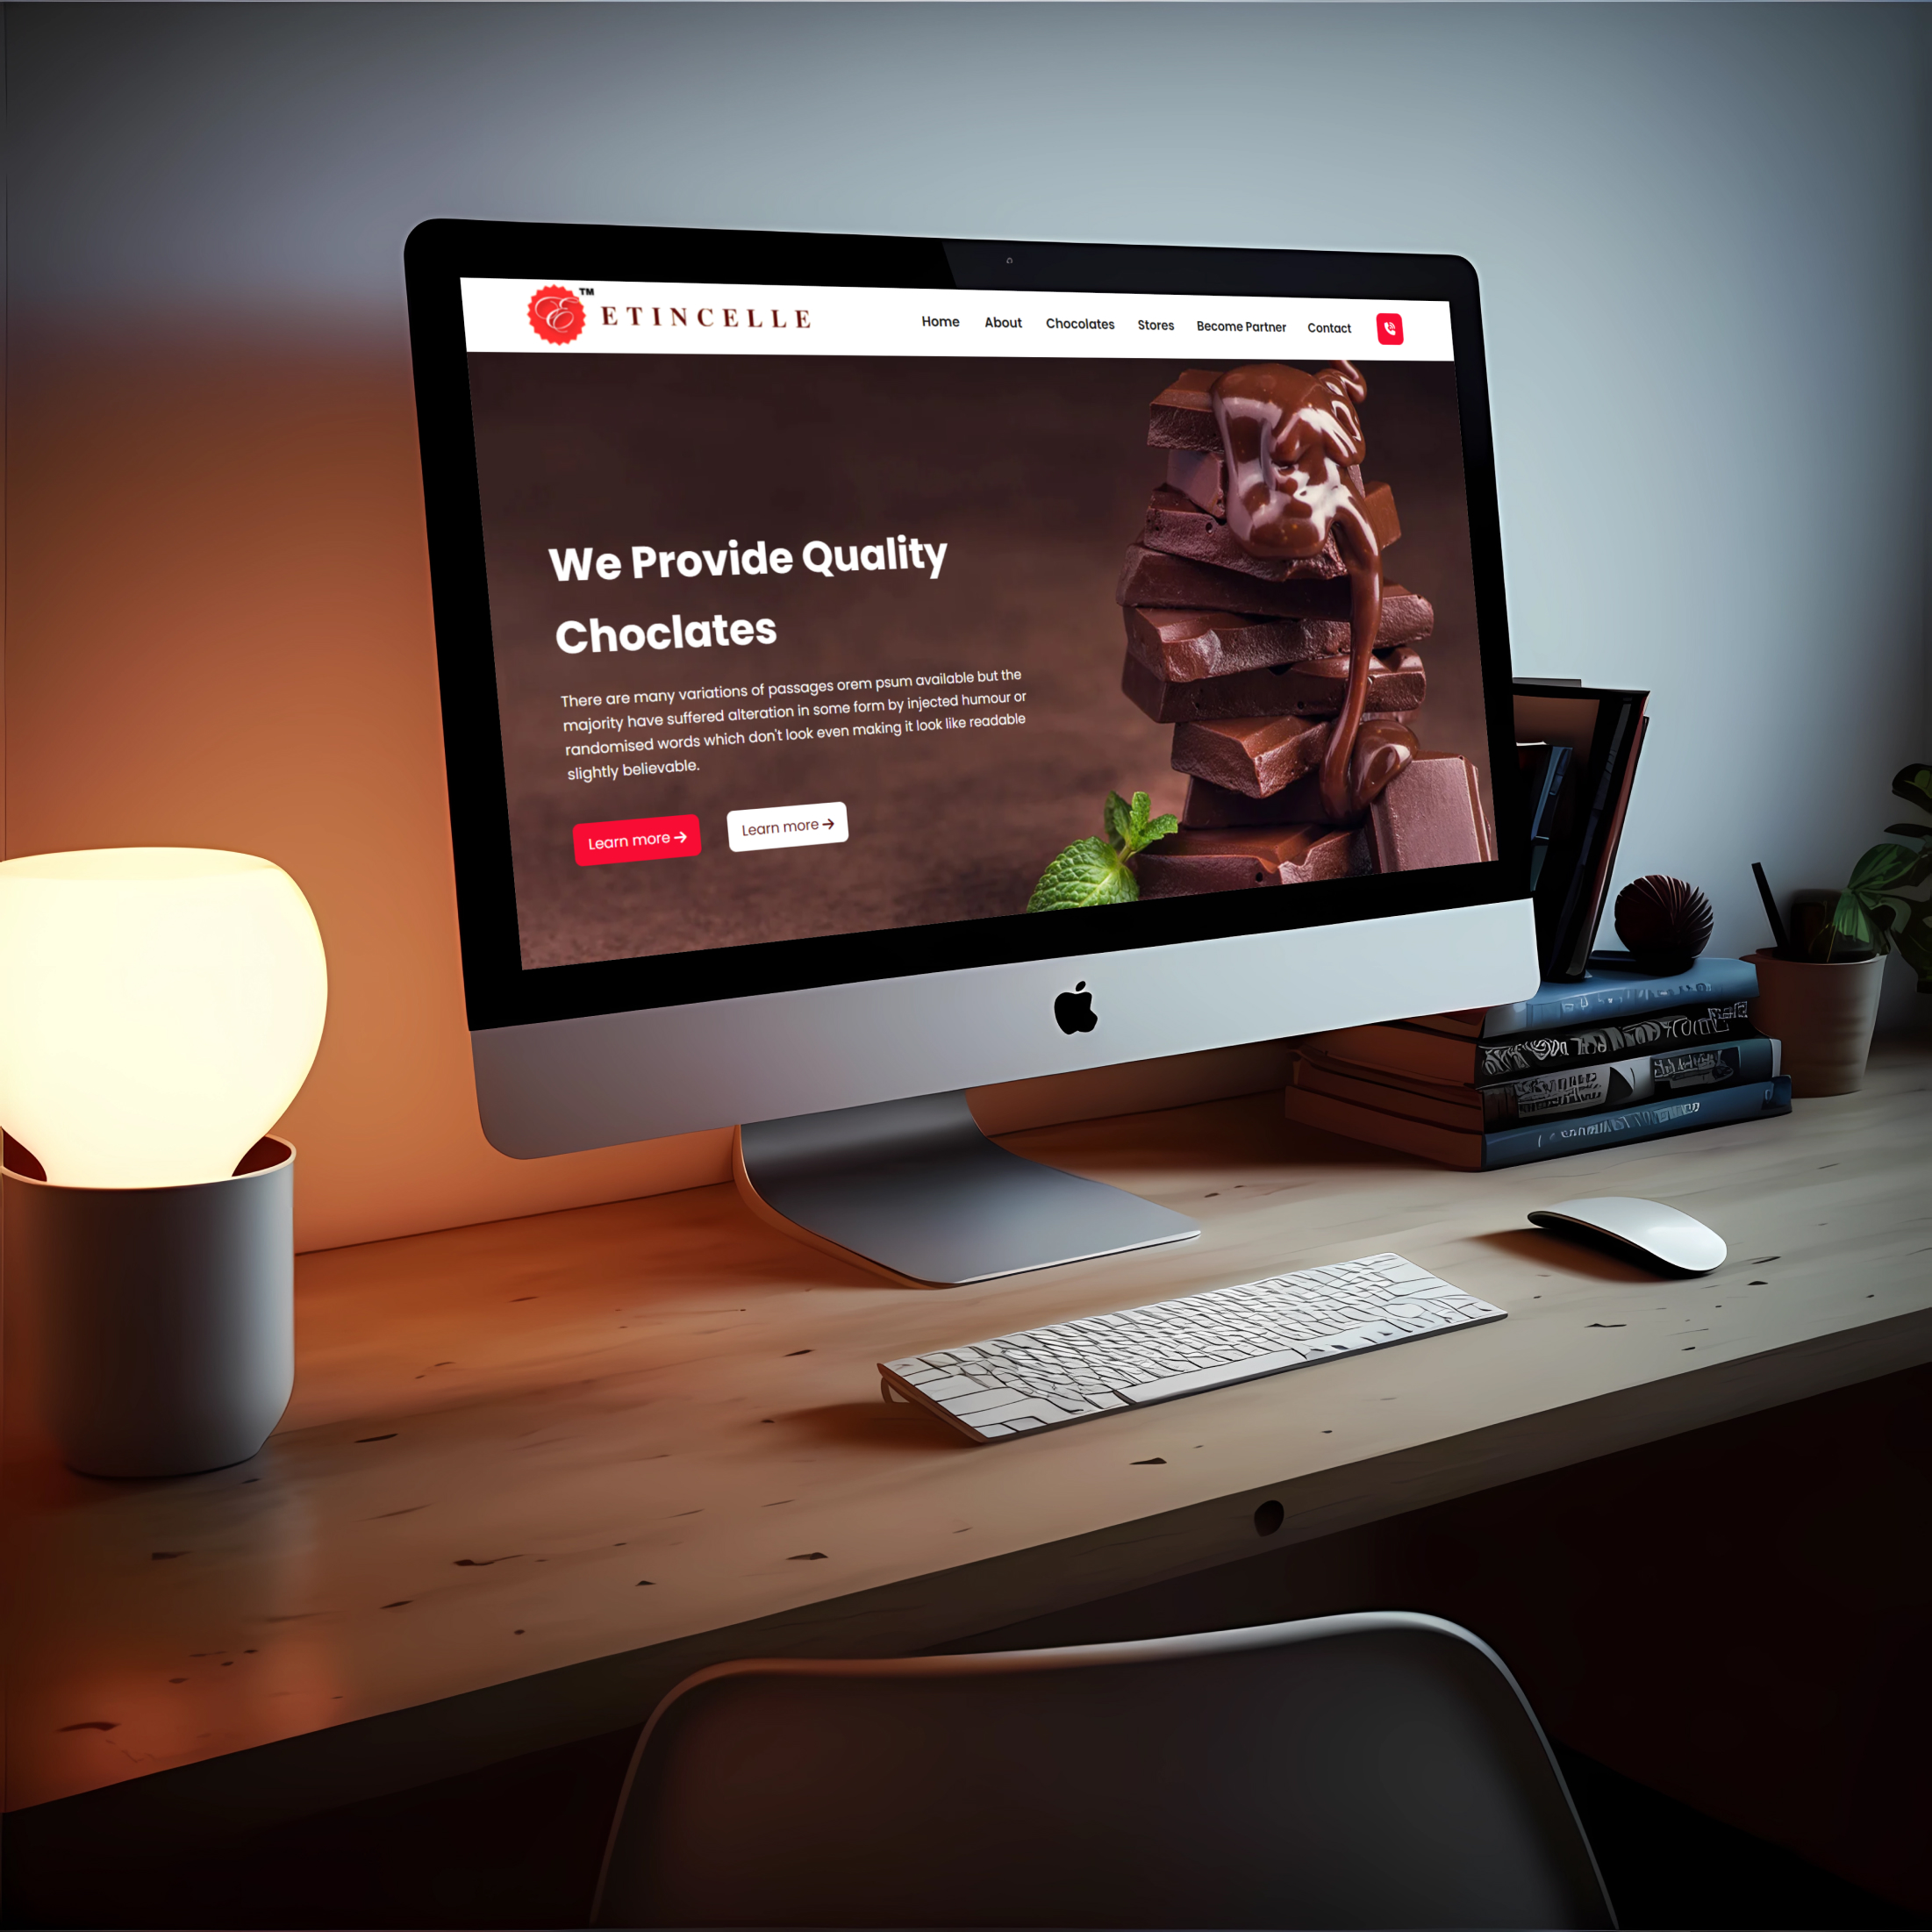 TM
ETINCELLE
Home About Chocolates Stores Become Partner Contact
We Provide Quality
Choclates
There are many variations of passages orem psum available but the
majority have suffered alteration in some form by injected humour or
randomised words which don't look even making it look like readable
slightly believable.
Learn more Learn more